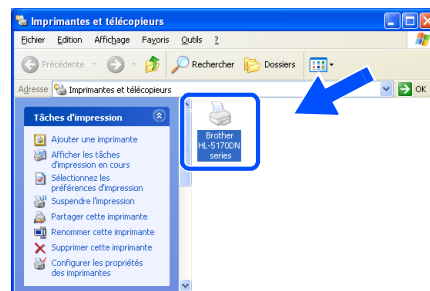 Imprimantes et télécopieurs
Fichier Edition Affichage Favoris Outils ?
Précédente Rechercher Dossiers
Adresse Imprimantes et télécopieurs OK
Tâches d'impression
Ajouter une imprimante
Afficher les tâches
d'impression en cours
Sélectionnez les
préférences d'impression
Suspendre l'impression
Partager cette imprimante
Renommer cette imprimante
Supprimer cette imprimante
Configurer les propriétés
des imprimantes
Brother
HL-5170DN
series